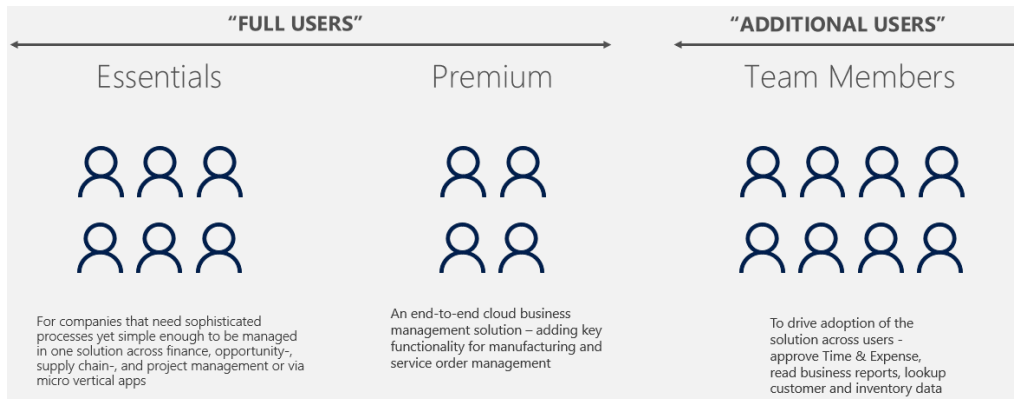 “FULL USERS”
“ADDITIONAL USERS”
Essentials
Premium
Team Members
For companies that need sophisticated
processes yet simple enough to be managed
in one solution across finance, opportunity-,
supply chain-, and project management or via
micro vertical apps
An end-to-end cloud business
management solution – adding key
functionality for manufacturing and
service order management
To drive adoption of the
solution across users -
approve Time & Expense,
read business reports, lookup
customer and inventory data